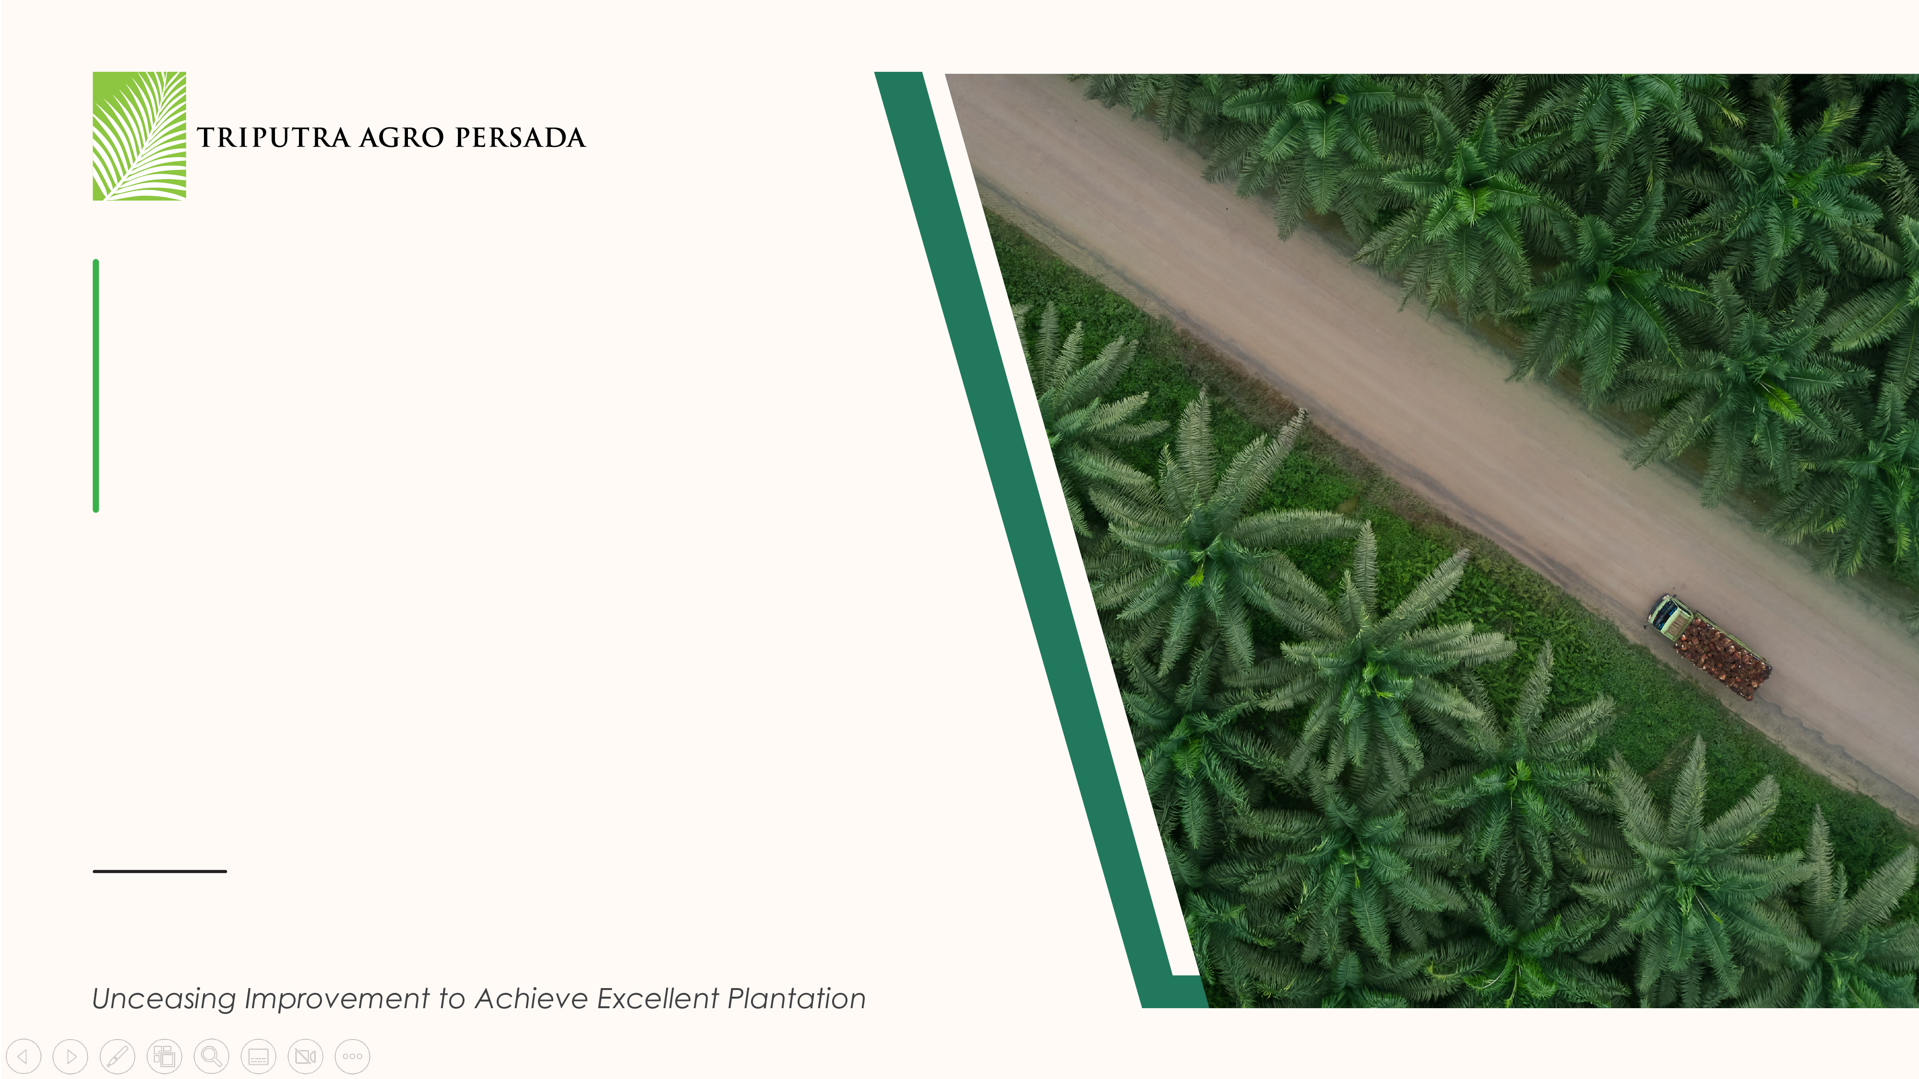 TRIPUTRA AGRO PERSADA
Unceasing Improvement to Achieve Excellent Plantation